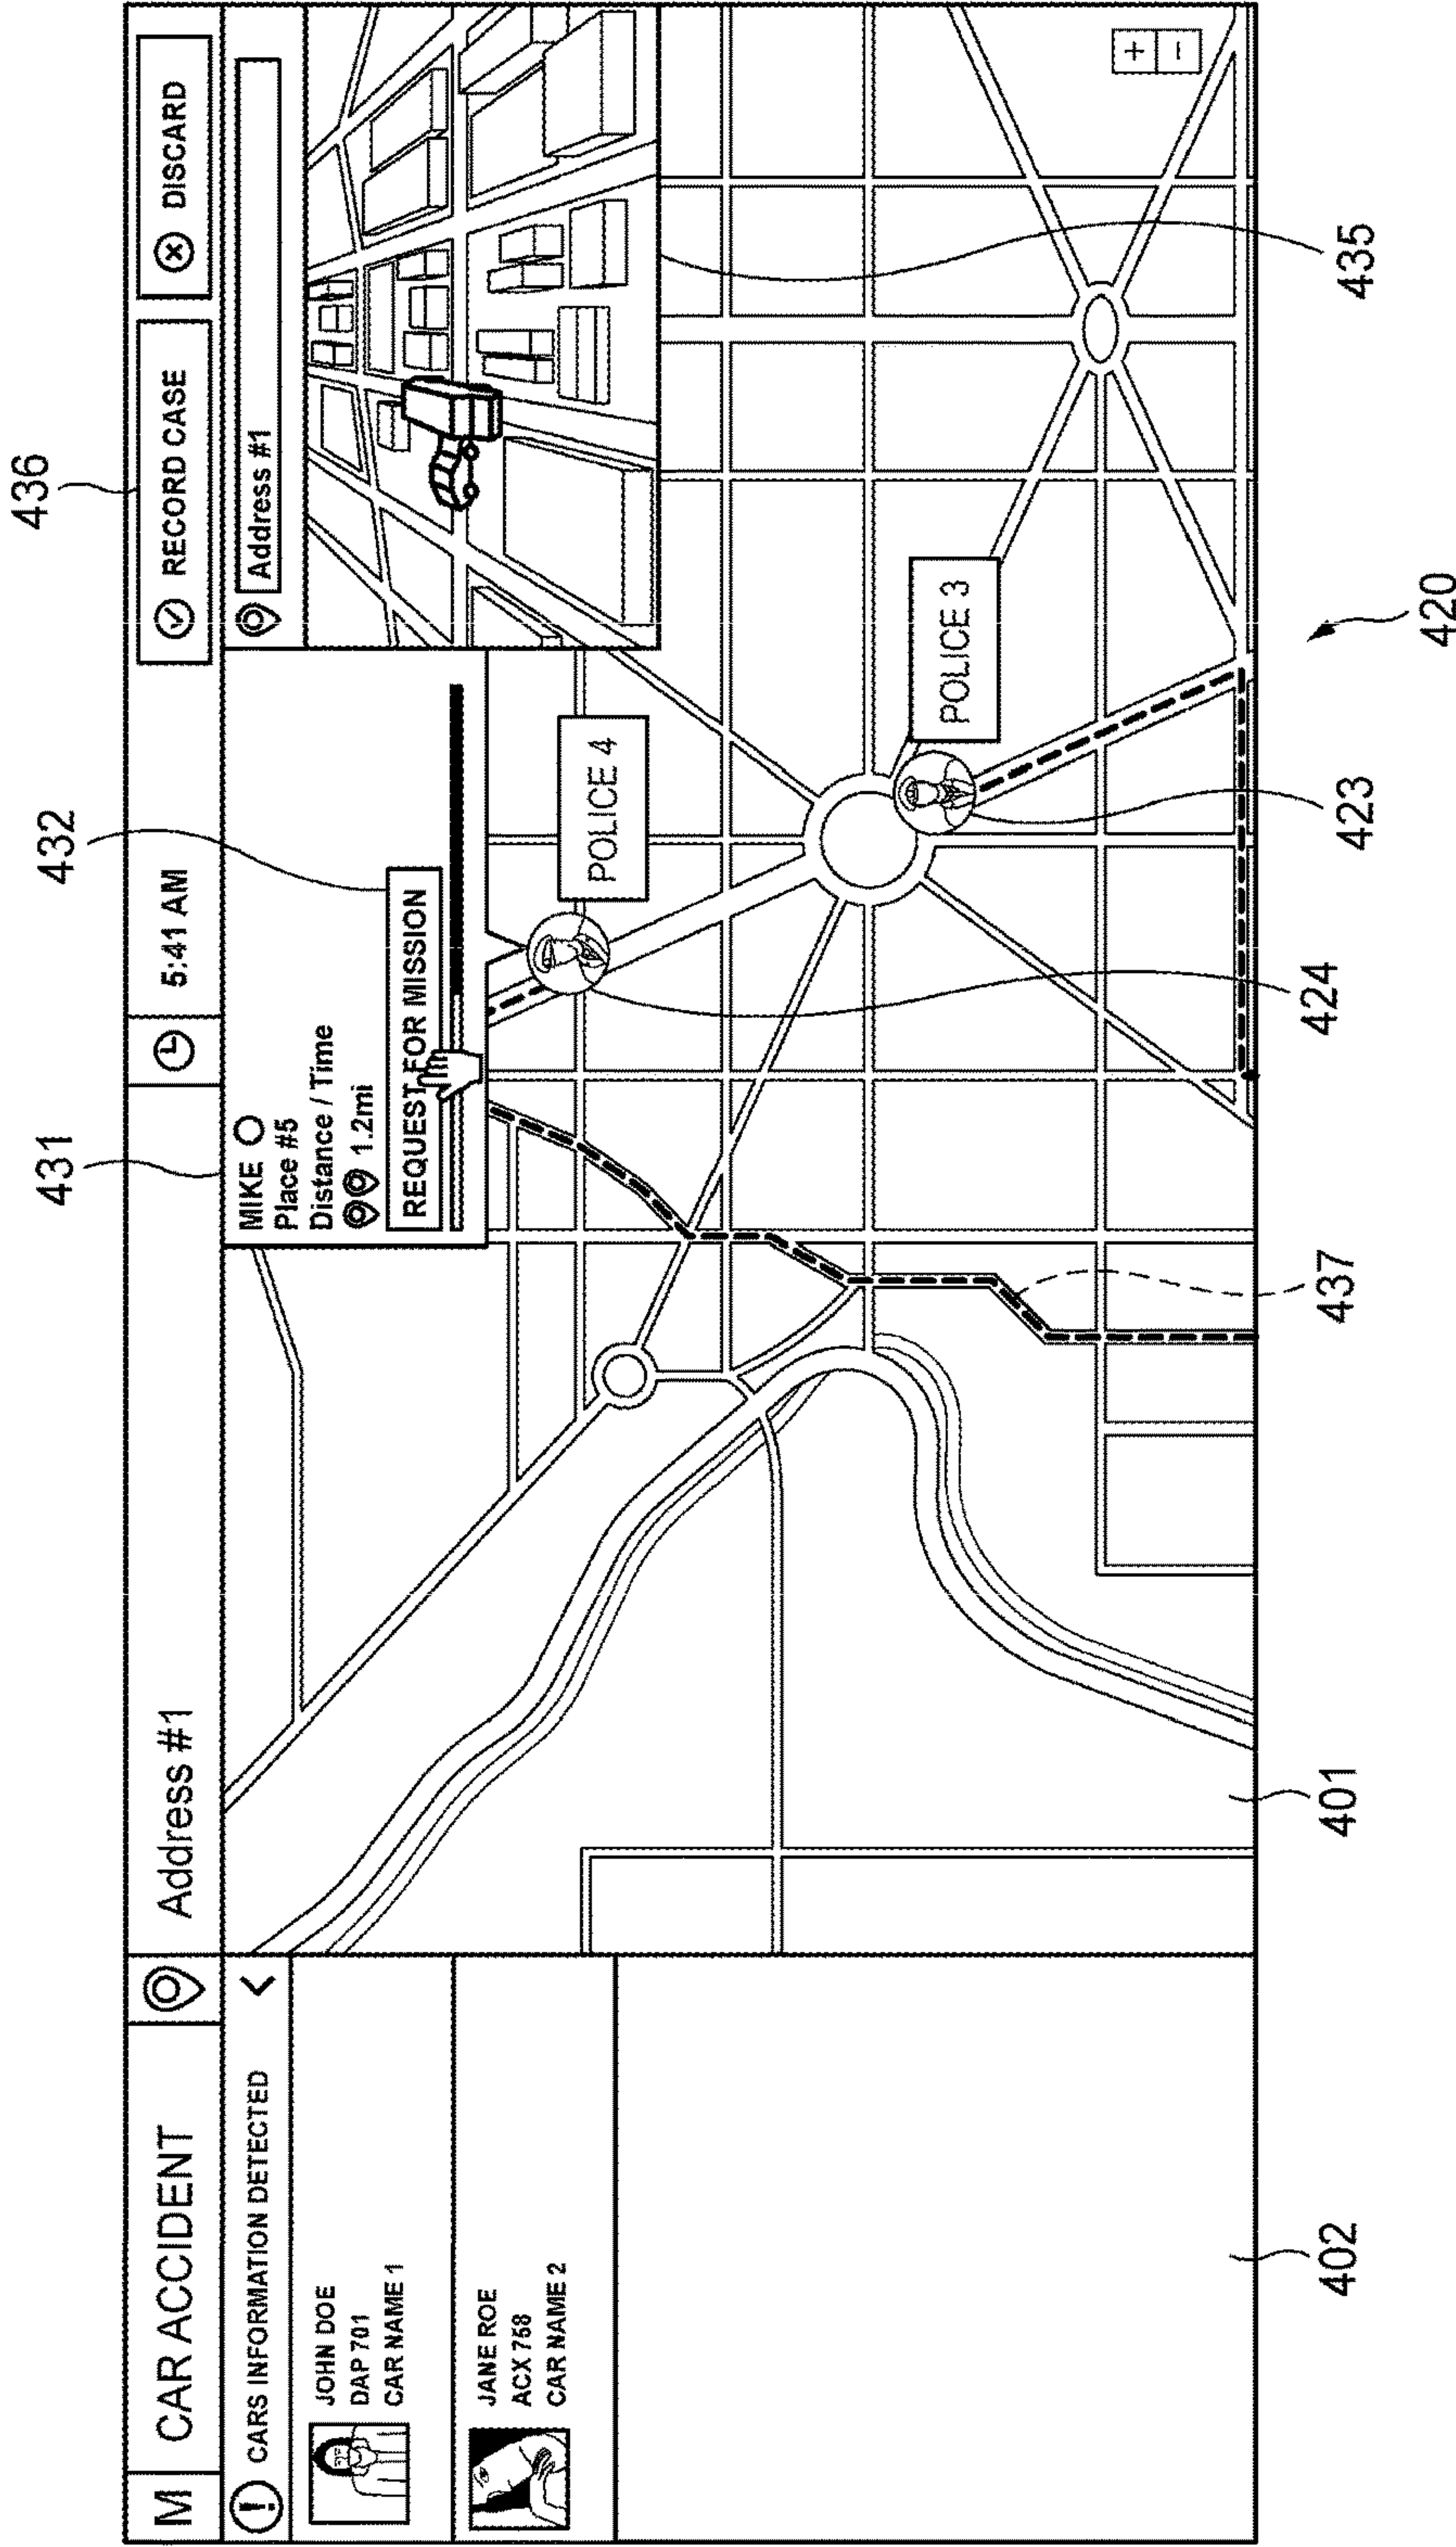 436
432
431
M CAR ACCIDENT Address #1 5:41 AM RECORD CASE DISCARD
! CARS INFORMATION DETECTED
JOHN DOE
DAP 701
CAR NAME 1
JANE ROE
ACX 768
CAR NAME 2
MIKE
Place #5
Distance / Time
1.2mi
REQUEST FOR MISSION
Address #1
POLICE 4
POLICE 3
+
−
402
401
437
424
423
435
420